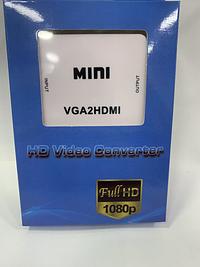 MINI
INPUT
OUTPUT
VGA2HDMI
HD Video Converter
Full HD
1080p